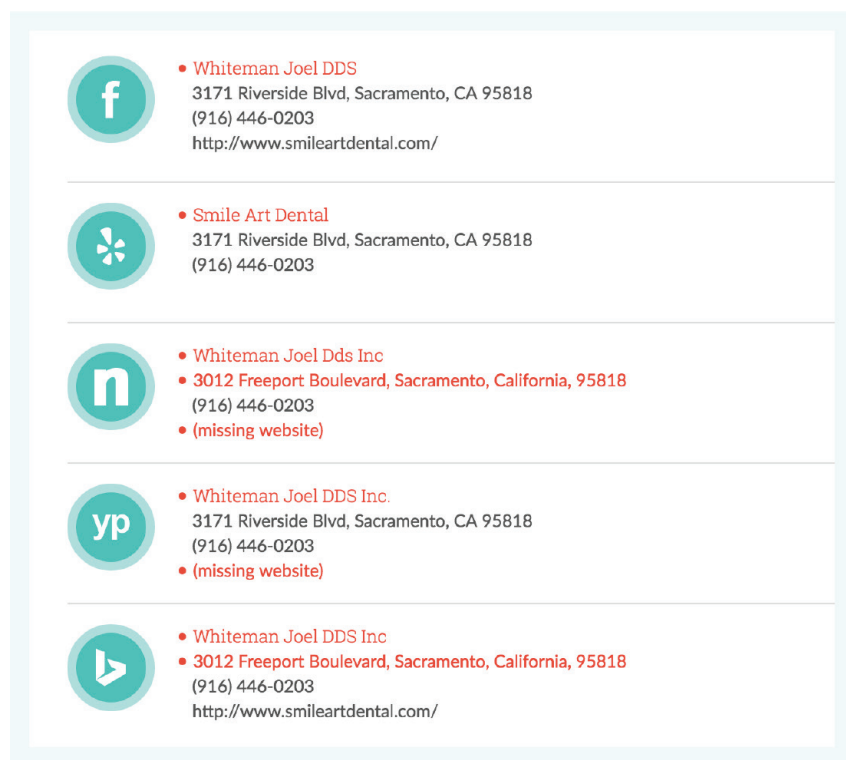 f
Whiteman Joel DDS
3171 Riverside Blvd, Sacramento, CA 95818
(916) 446-0203
http://www.smileartdental.com/
Smile Art Dental
3171 Riverside Blvd, Sacramento, CA 95818
(916) 446-0203
n
Whiteman Joel Dds Inc
3012 Freeport Boulevard, Sacramento, California, 95818
(916) 446-0203
(missing website)
yp
Whiteman Joel DDS Inc.
3171 Riverside Blvd, Sacramento, CA 95818
(916) 446-0203
(missing website)
Whiteman Joel DDS Inc
3012 Freeport Boulevard, Sacramento, California, 95818
(916) 446-0203
http://www.smileartdental.com/